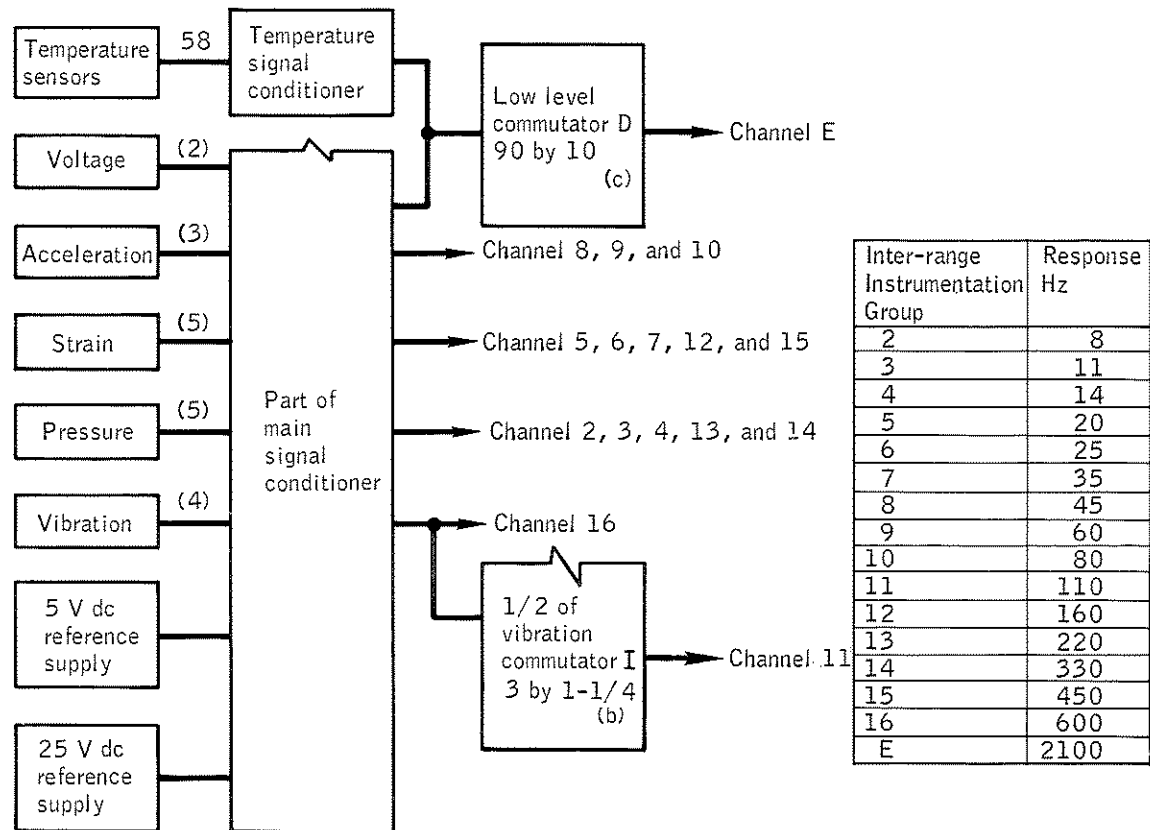 Temperature
sensors
58
Temperature
signal
conditioner
Low level
commutator D
90 by 10
(c)
Channel E
Voltage
(2)
Acceleration
(3)
Channel 8, 9, and 10
Strain
(5)
Channel 5, 6, 7, 12, and 15
Pressure
(5)
Part of
main
signal
conditioner
Channel 2, 3, 4, 13, and 14
Vibration
(4)
Channel 16
5 V dc
reference
supply
1/2 of
vibration
commutator I
3 by 1-1/4
(b)
Channel 11
25 V dc
reference
supply
Inter-range
Instrumentation
Group
Response
Hz
2 8
3 11
4 14
5 20
6 25
7 35
8 45
9 60
10 80
11 110
12 160
13 220
14 330
15 450
16 600
E 2100